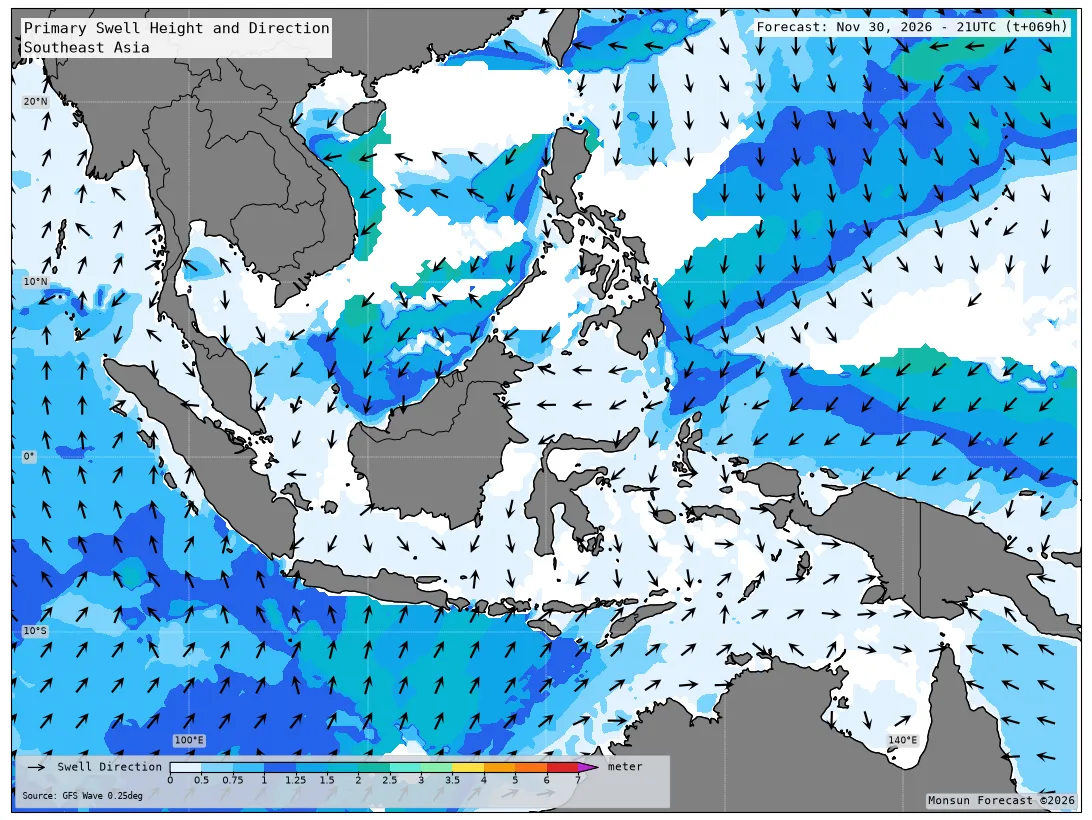 Primary Swell Height and Direction
Southeast Asia
Forecast: Nov 30, 2026 - 21UTC (t+069h)
20°N
10°N
0°
10°S
100°E
140°E
Swell Direction
0 0.5 0.75 1 1.25 1.5 2 2.5 3 3.5 4 5 6 7
meter
Source: GFS Wave 0.25deg
Monsun Forecast ©2026